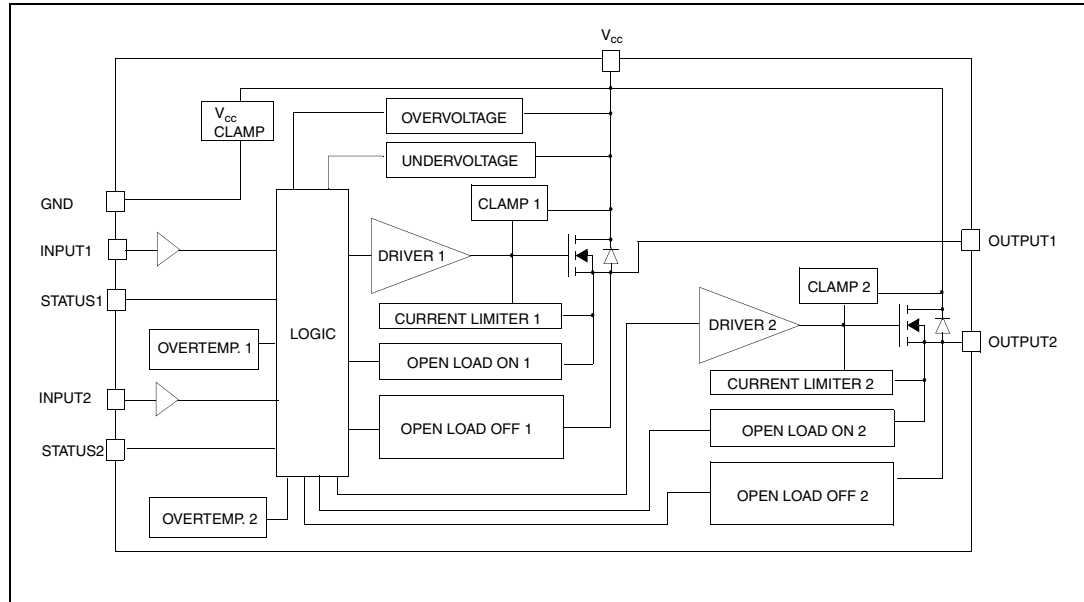 Vcc
Vcc
CLAMP
OVERVOLTAGE
UNDERVOLTAGE
GND
CLAMP 1
INPUT1
DRIVER 1
OUTPUT1
STATUS1
CLAMP 2
CURRENT LIMITER 1
LOGIC
DRIVER 2
OVERTEMP. 1
OUTPUT2
OPEN LOAD ON 1
CURRENT LIMITER 2
INPUT2
OPEN LOAD OFF 1
OPEN LOAD ON 2
STATUS2
OPEN LOAD OFF 2
OVERTEMP. 2